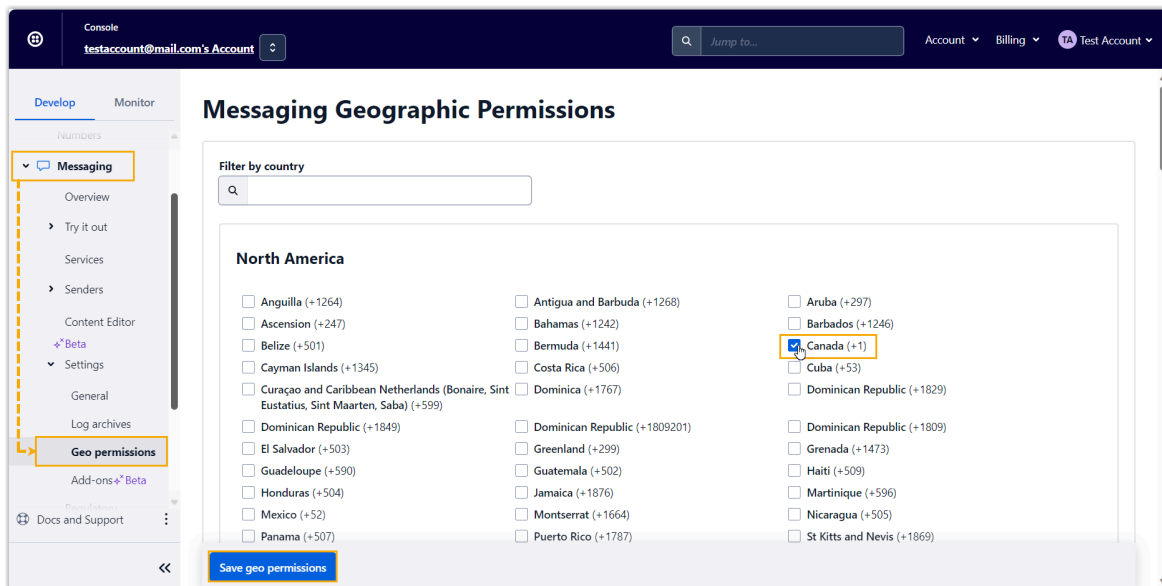 Console
testaccount@mail.com's Account
Jump to...
Account
Billing
TA Test Account
Develop
Monitor
Numbers
Messaging
Overview
Try it out
Services
Senders
Content Editor
Beta
Settings
General
Log archives
Geo permissions
Add-ons Beta
Regulatory
Docs and Support
Messaging Geographic Permissions
Filter by country
North America
Anguilla (+1264) Antigua and Barbuda (+1268) Aruba (+297)
Ascension (+247) Bahamas (+1242) Barbados (+1246)
Belize (+501) Bermuda (+1441) Canada (+1)
Cayman Islands (+1345) Costa Rica (+506) Cuba (+53)
Curaçao and Caribbean Netherlands (Bonaire, Sint Dominica (+1767) Dominican Republic (+1829)
Eustatius, Sint Maarten, Saba) (+599)
Dominican Republic (+1849) Dominican Republic (+1809201) Dominican Republic (+1809)
El Salvador (+503) Greenland (+299) Grenada (+1473)
Guadeloupe (+590) Guatemala (+502) Haiti (+509)
Honduras (+504) Jamaica (+1876) Martinique (+596)
Mexico (+52) Montserrat (+1664) Nicaragua (+505)
Panama (+507) Puerto Rico (+1787) St Kitts and Nevis (+1869)
Save geo permissions